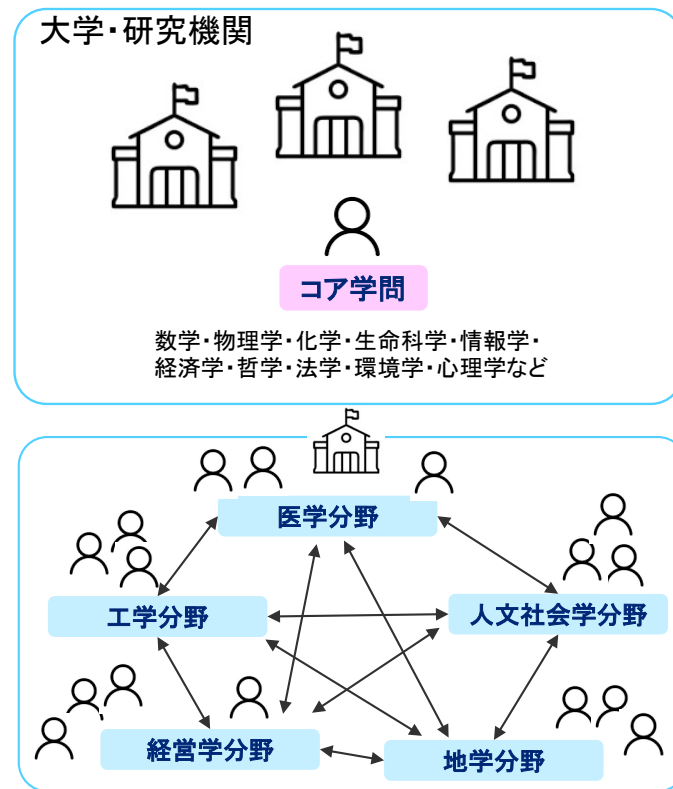 大学・研究機関
コア学問
数学・物理学・化学・生命科学・情報学・
経済学・哲学・法学・環境学・心理学など
医学分野
工学分野
人文社会学分野
経営学分野
地学分野